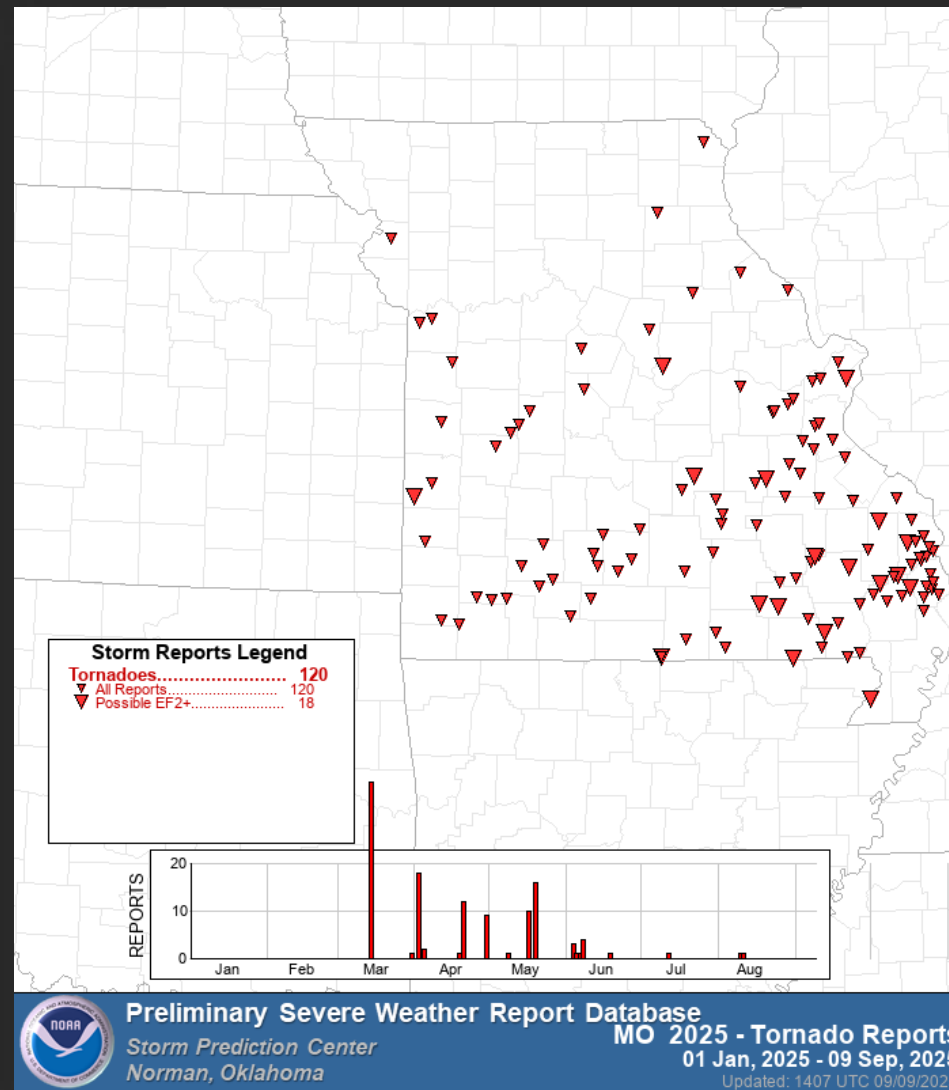 Storm Reports Legend
Tornadoes....................... 120
All Reports.......................... 120
Possible EF2+...................... 18
20
10
0
REPORTS
Jan Feb Mar Apr May Jun Jul Aug
NOAA
Preliminary Severe Weather Report Database
MO 2025 - Tornado Reports
Storm Prediction Center
01 Jan, 2025 - 09 Sep, 202
Norman, Oklahoma
Updated: 1407 UTC 09/09/202